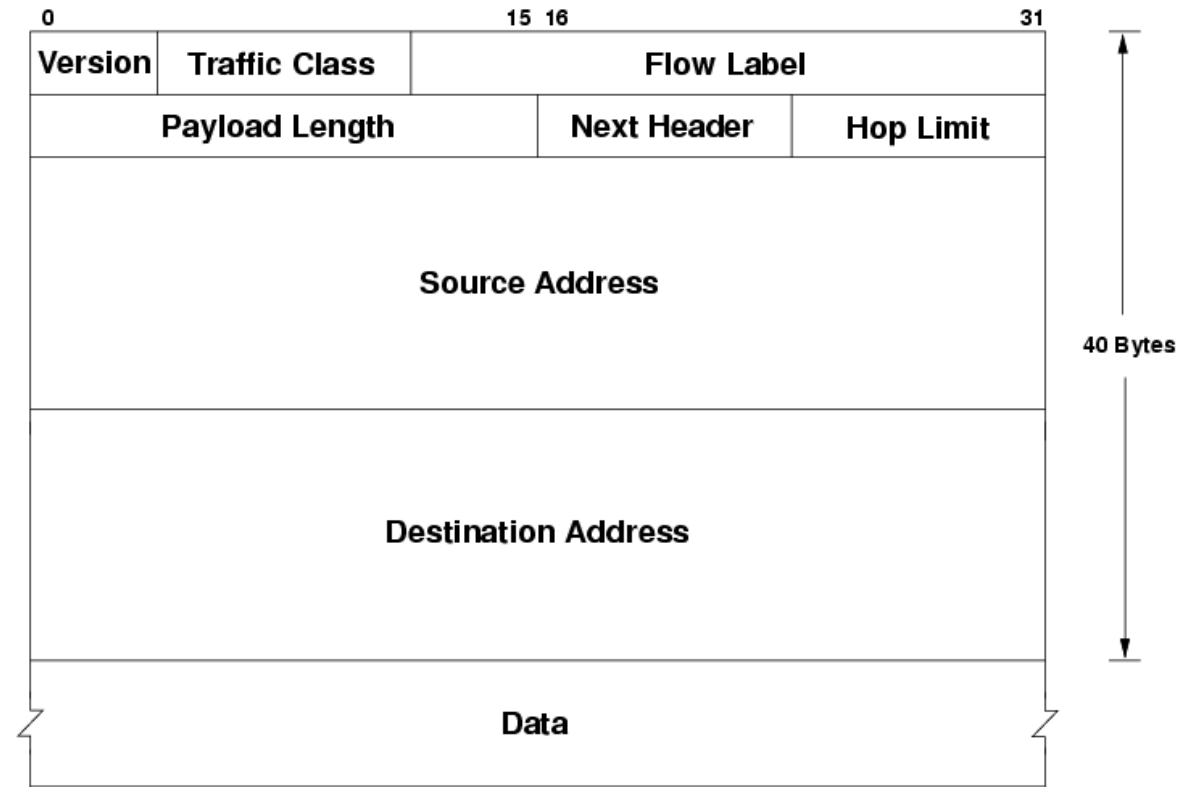 0 15 16 31
Version Traffic Class Flow Label
Payload Length Next Header Hop Limit
Source Address
40 Bytes
Destination Address
Data